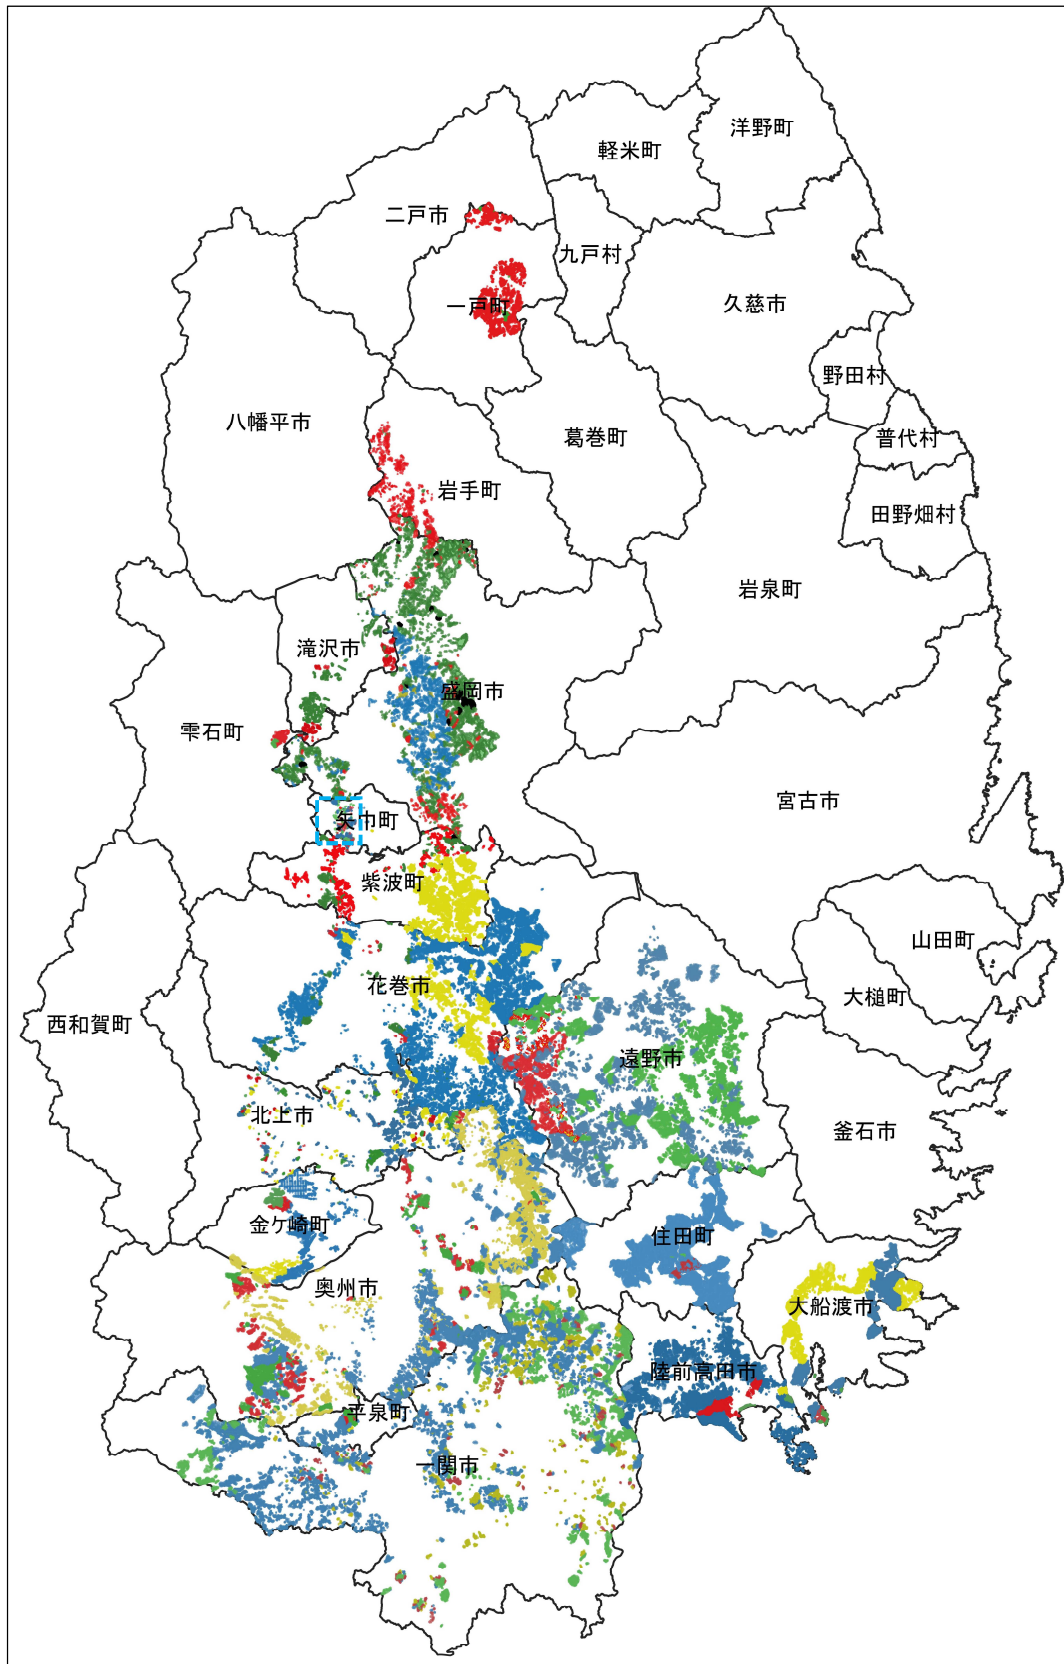 洋野町
軽米町
二戸市
九戸村
一戸町
久慈市
野田村
八幡平市
葛巻町
普代村
岩手町
田野畑村
岩泉町
滝沢市
盛岡市
雫石町
宮古市
矢巾町
紫波町
山田町
花巻市
大槌町
西和賀町
遠野市
北上市
釜石市
金ケ崎町
住田町
奥州市
大船渡市
陸前高田市
平泉町
一関市